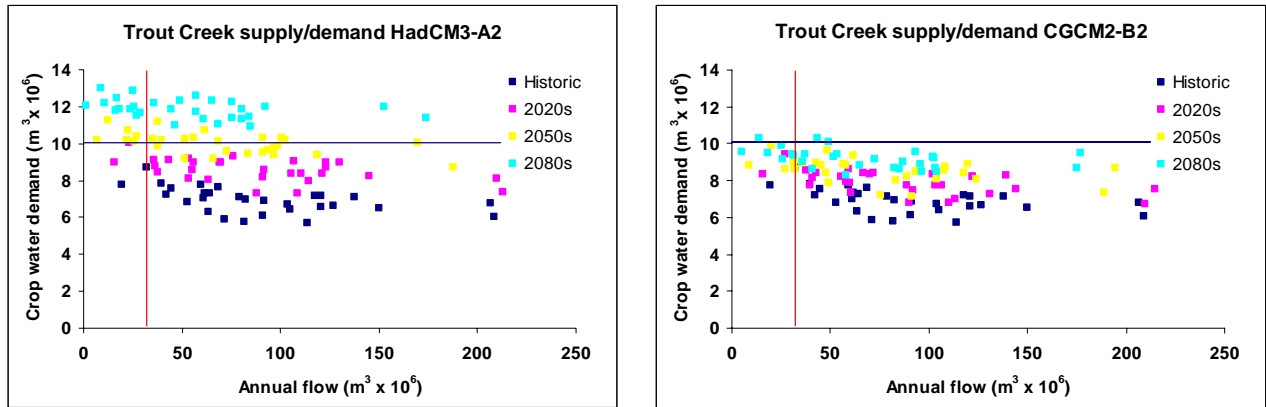 Trout Creek supply/demand HadCM3-A2
Crop water demand (m³ x 10⁶)
14
12
10
8
6
4
2
0
0 50 100 150 200 250
Annual flow (m³ x 10⁶)
Historic
2020s
2050s
2080s
Trout Creek supply/demand CGCM2-B2
Crop water demand (m³ x 10⁶)
14
12
10
8
6
4
2
0
0 50 100 150 200 250
Annual flow (m³ x 10⁶)
Historic
2020s
2050s
2080s